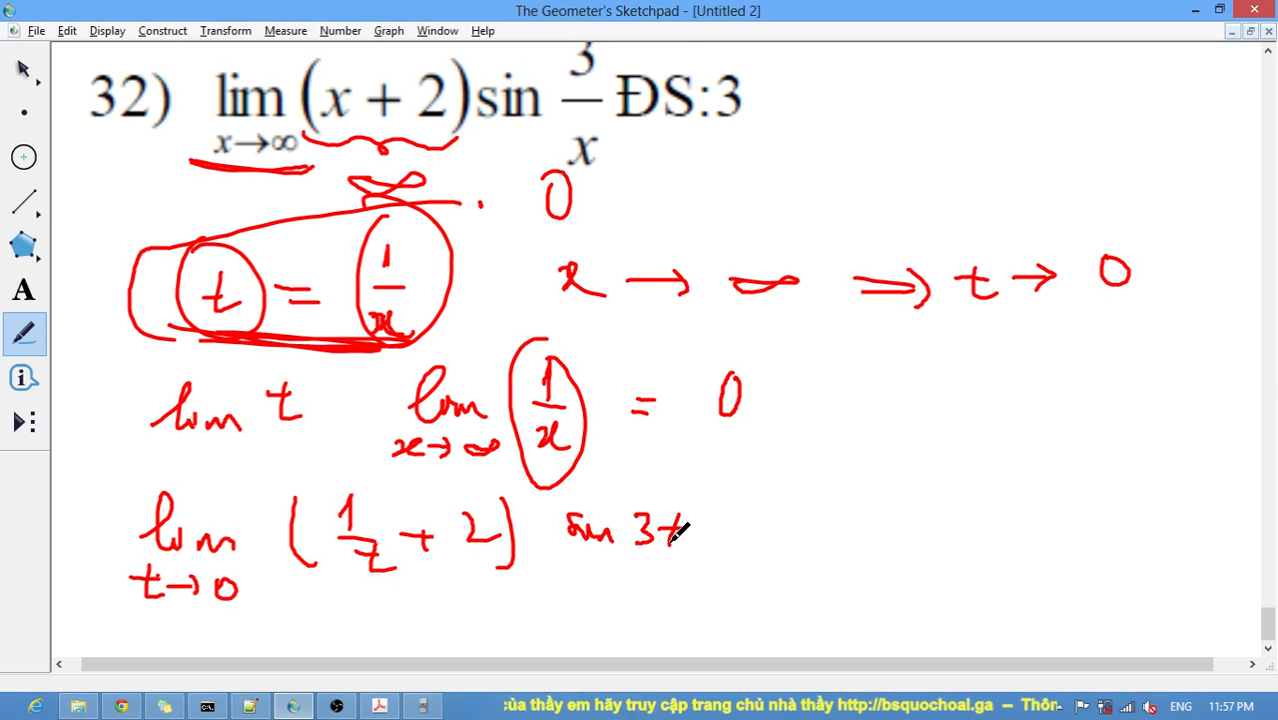 The Geometer's Sketchpad - [Untitled 2]
File Edit Display Construct Transform Measure Number Graph Window Help
32) lim x→∞ (x + 2) sin 3/x ĐS:3
∞ . 0
t = 1/x x → ∞ ⇒ t → 0
lim t lim x→∞ 1/x = 0
lim t→0 (1/t + 2) sin 3t
A
của thầy em hãy truy cập trang chủ nhà thầy http://bsquochoai.ga -- Thôn
ENG 11:57 PM